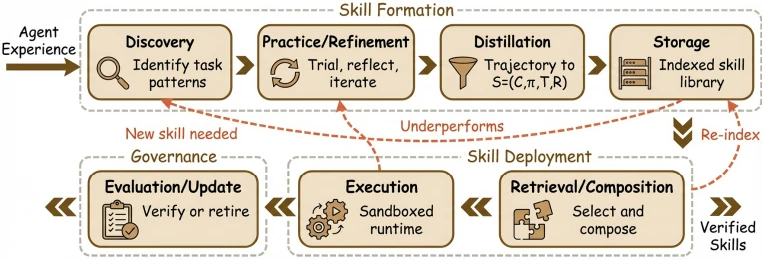 Skill Formation
Agent
Experience
Discovery
Identify task
patterns
Practice/Refinement
Trial, reflect,
iterate
Distillation
Trajectory to
S=(C,π,T,R)
Storage
Indexed skill
library
New skill needed
Underperforms
Re-index
Governance
Evaluation/Update
Verify or retire
Skill Deployment
Execution
Sandboxed
runtime
Retrieval/Composition
Select and
compose
Verified
Skills